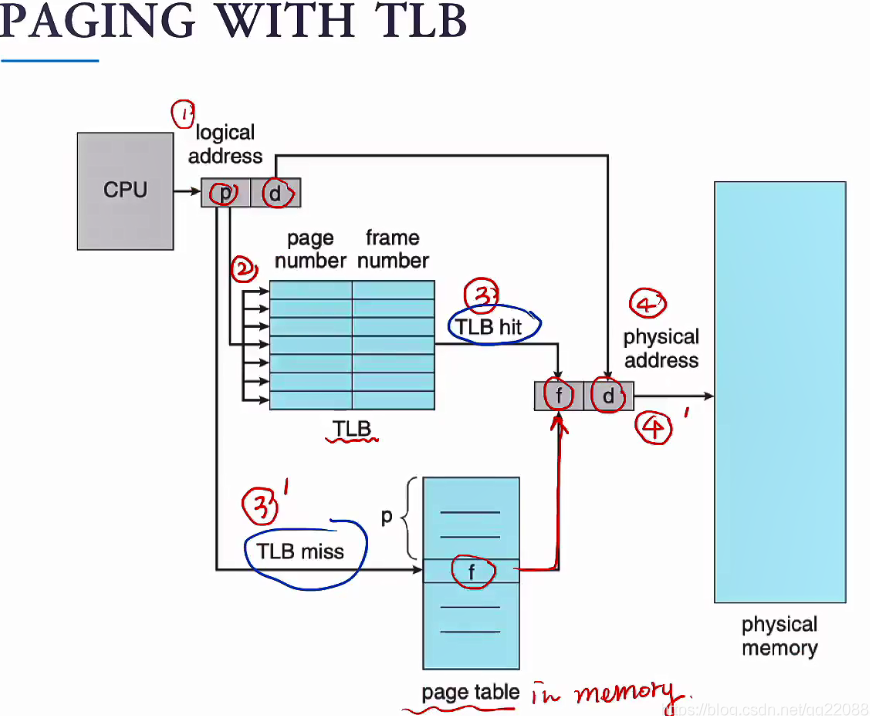 PAGING WITH TLB
①
logical
address
CPU
p
d
page
number
frame
number
②
③
TLB hit
④
physical
address
f
d
④'
TLB
③'
TLB miss
p
f
page table in memory.
physical
memory
https://blog.csdn.net/qq22088